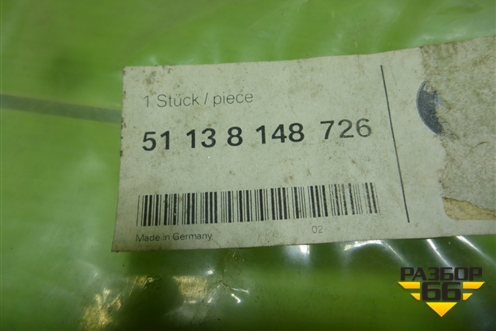 1 Stück / piece
51 13 8 148 726
Made in Germany
02
РАЗБОР
66